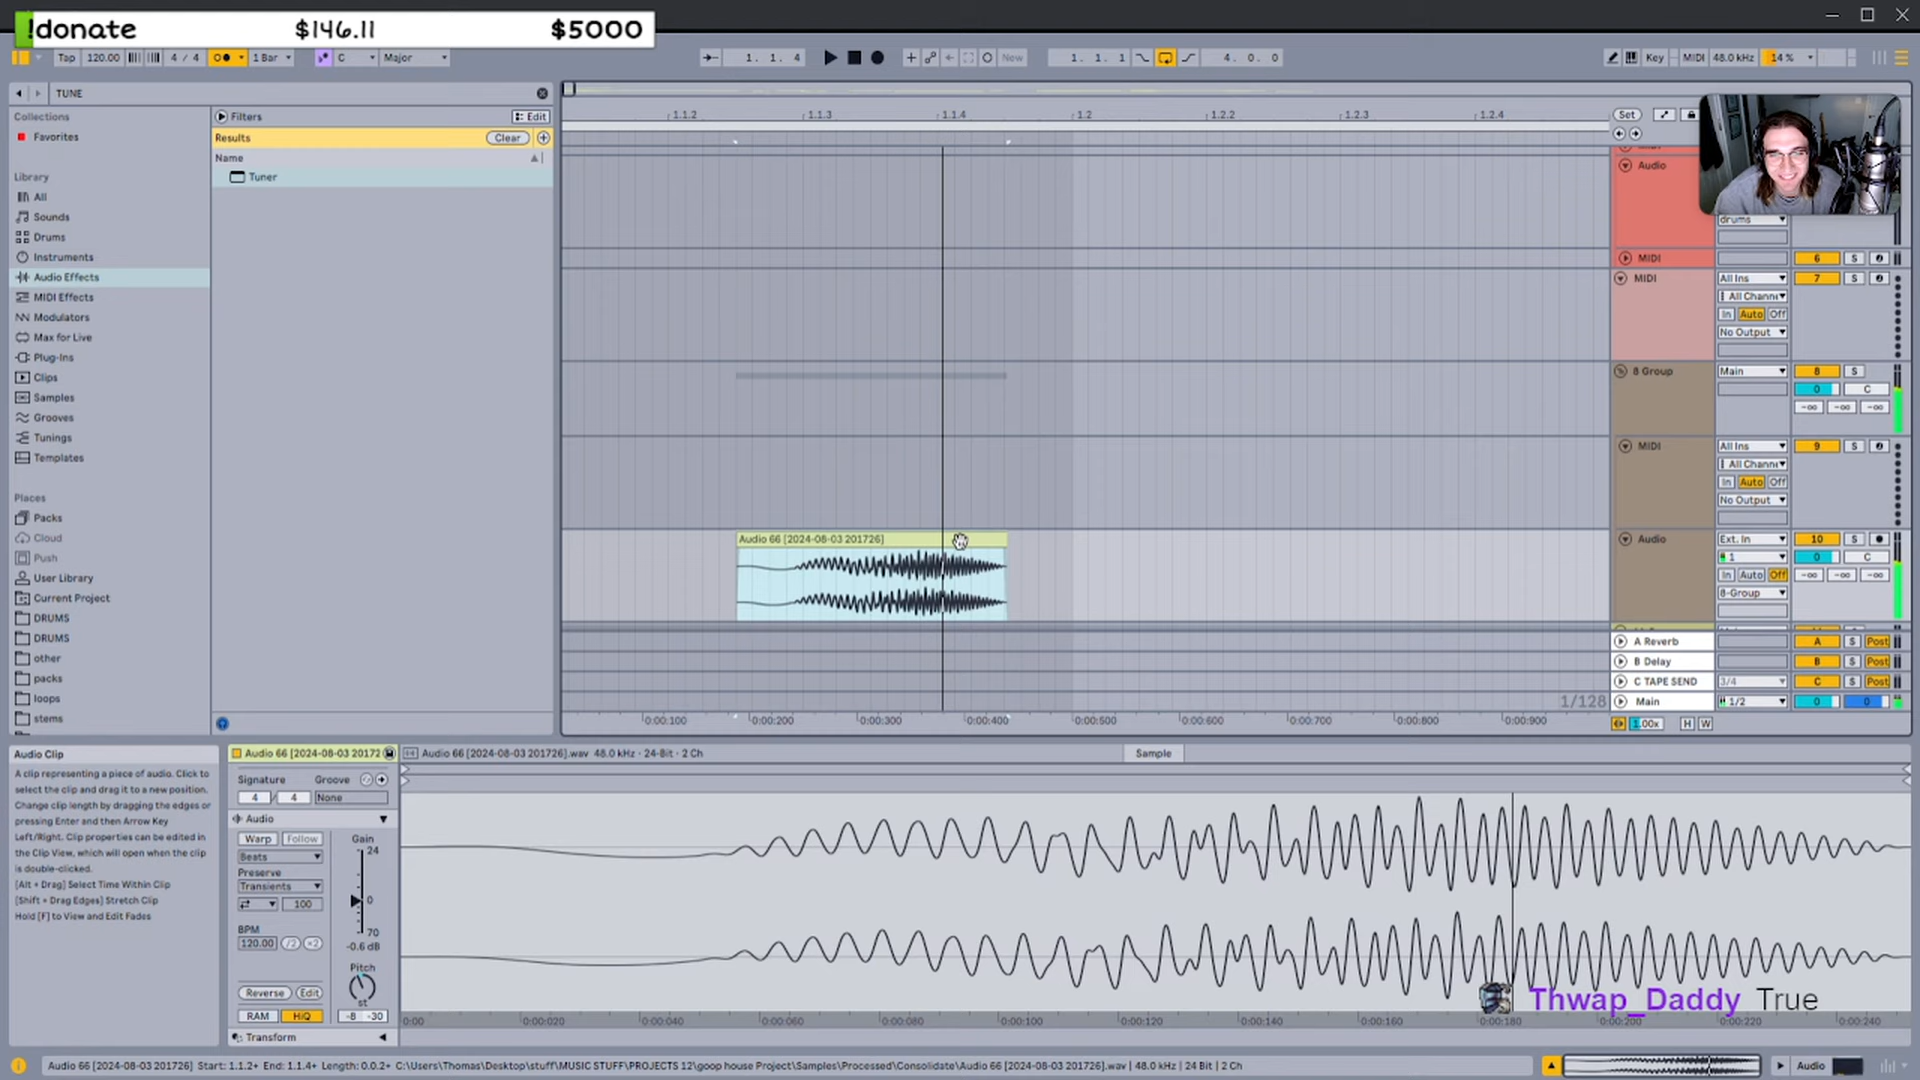 !donate $146.11 $5000
Tap 120.00 4 / 4 1 Bar C Major 1. 1. 4 New 1. 1. 1 4. 0. 0 Key MIDI 48.0 kHz 14 %
TUNE
Collections
Favorites
Library
All
Sounds
Drums
Instruments
Audio Effects
MIDI Effects
Modulators
Max for Live
Plug-Ins
Clips
Samples
Grooves
Tunings
Templates
Places
Packs
Cloud
Push
User Library
Current Project
DRUMS
DRUMS
other
packs
loops
stems
Filters Edit
Results Clear
Name
Tuner
1.1.2 1.1.3 1.1.4 1.2 1.2.2 1.2.3 1.2.4 Set
Audio
drums
MIDI 6 S
MIDI All Ins 7 S
All Channe
In Auto Off
No Output
8 Group Main 8 S
0 C
-∞ -∞ -∞
MIDI All Ins 9 S
All Channe
In Auto Off
No Output
Audio 66 [2024-08-03 201726]
Audio Ext. In 10 S
1 0 C
In Auto Off -∞ -∞ -∞
8-Group
A Reverb A S Post
B Delay B S Post
C TAPE SEND 3/4 C S Post
1/128 Main 1/2 0 0
0:00:100 0:00:200 0:00:300 0:00:400 0:00:500 0:00:600 0:00:700 0:00:800 0:00:900 1.00x H W
Audio Clip
A clip representing a piece of audio. Click to
select the clip and drag it to a new position.
Change clip length by dragging the edges or
pressing Enter and then Arrow Key
Left/Right. Clip properties can be edited in
the Clip View, which will open when the clip
is double-clicked.
[Alt + Drag] Select Time Within Clip
[Shift + Drag Edges] Stretch Clip
Hold [F] to View and Edit Fades
Audio 66 [2024-08-03 20172
Signature Groove
4 / 4 None
Audio
Warp Follow Gain
Beats 24
Preserve
Transients
100 0
BPM
120.00 /2 ×2 70
-0.6 dB
Pitch
st
Reverse Edit
RAM HiQ -8 -30
Transform
Audio 66 [2024-08-03 201726].wav 48.0 kHz · 24-Bit · 2 Ch Sample
Thwap_Daddy True
0:00 0:00:020 0:00:040 0:00:060 0:00:080 0:00:100 0:00:120 0:00:140 0:00:160 0:00:180 0:00:200 0:00:220 0:00:240
Audio 66 [2024-08-03 201726] Start: 1.1.2+ End: 1.1.4+ Length: 0.0.2+ C:\Users\Thomas\Desktop\stuff\MUSIC STUFF\PROJECTS 12\goop house Project\Samples\Processed\Consolidate\Audio 66 [2024-08-03 201726].wav | 48.0 kHz | 24 Bit | 2 Ch Audio